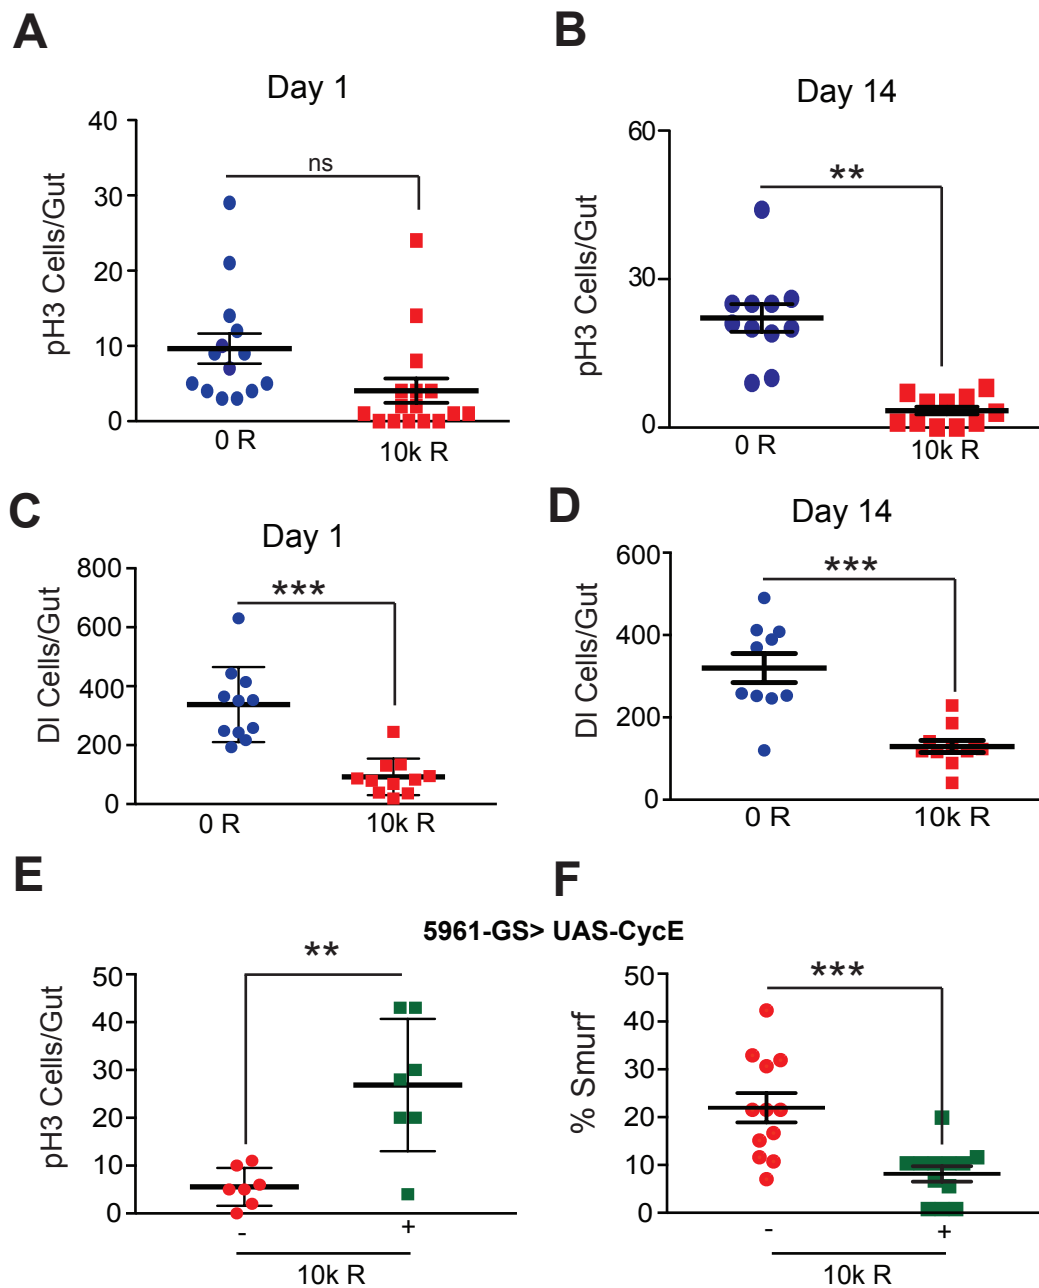 A
Day 1
pH3 Cells/Gut
40
30
20
10
0
ns
0 R
10k R
B
Day 14
pH3 Cells/Gut
60
30
0
**
0 R
10k R
C
Day 1
Dl Cells/Gut
800
600
400
200
0
***
0 R
10k R
D
Day 14
Dl Cells/Gut
600
400
200
0
***
0 R
10k R
5961-GS> UAS-CycE
E
pH3 Cells/Gut
50
40
30
20
10
0
**
- +
10k R
F
% Smurf
50
40
30
20
10
0
***
- +
10k R